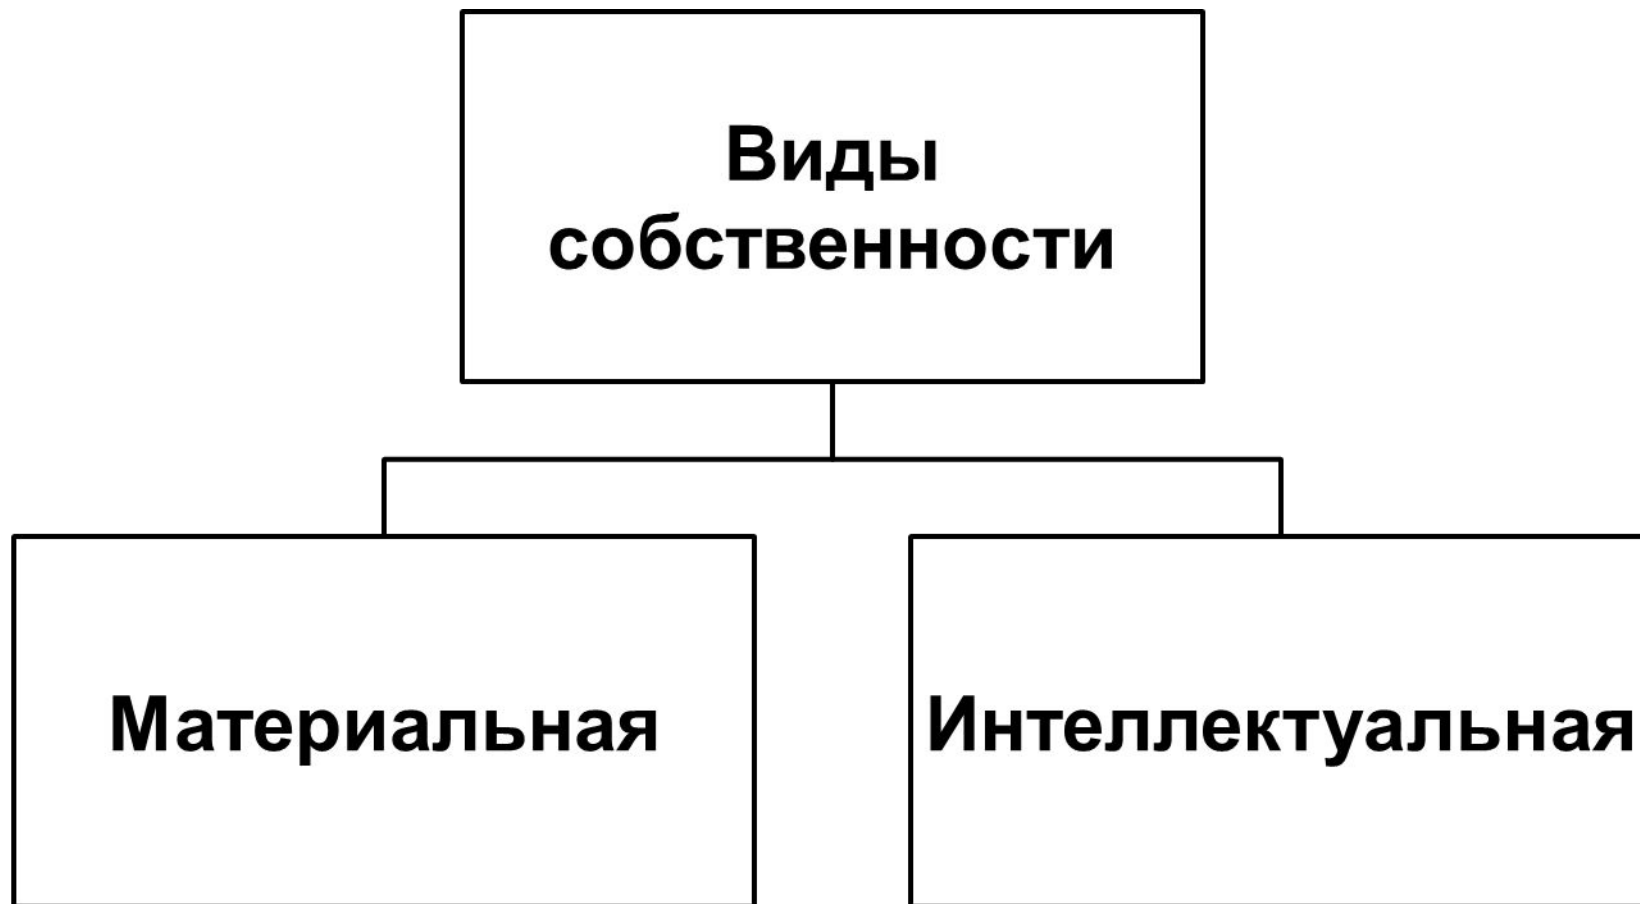 Виды
собственности
Материальная
Интеллектуальная